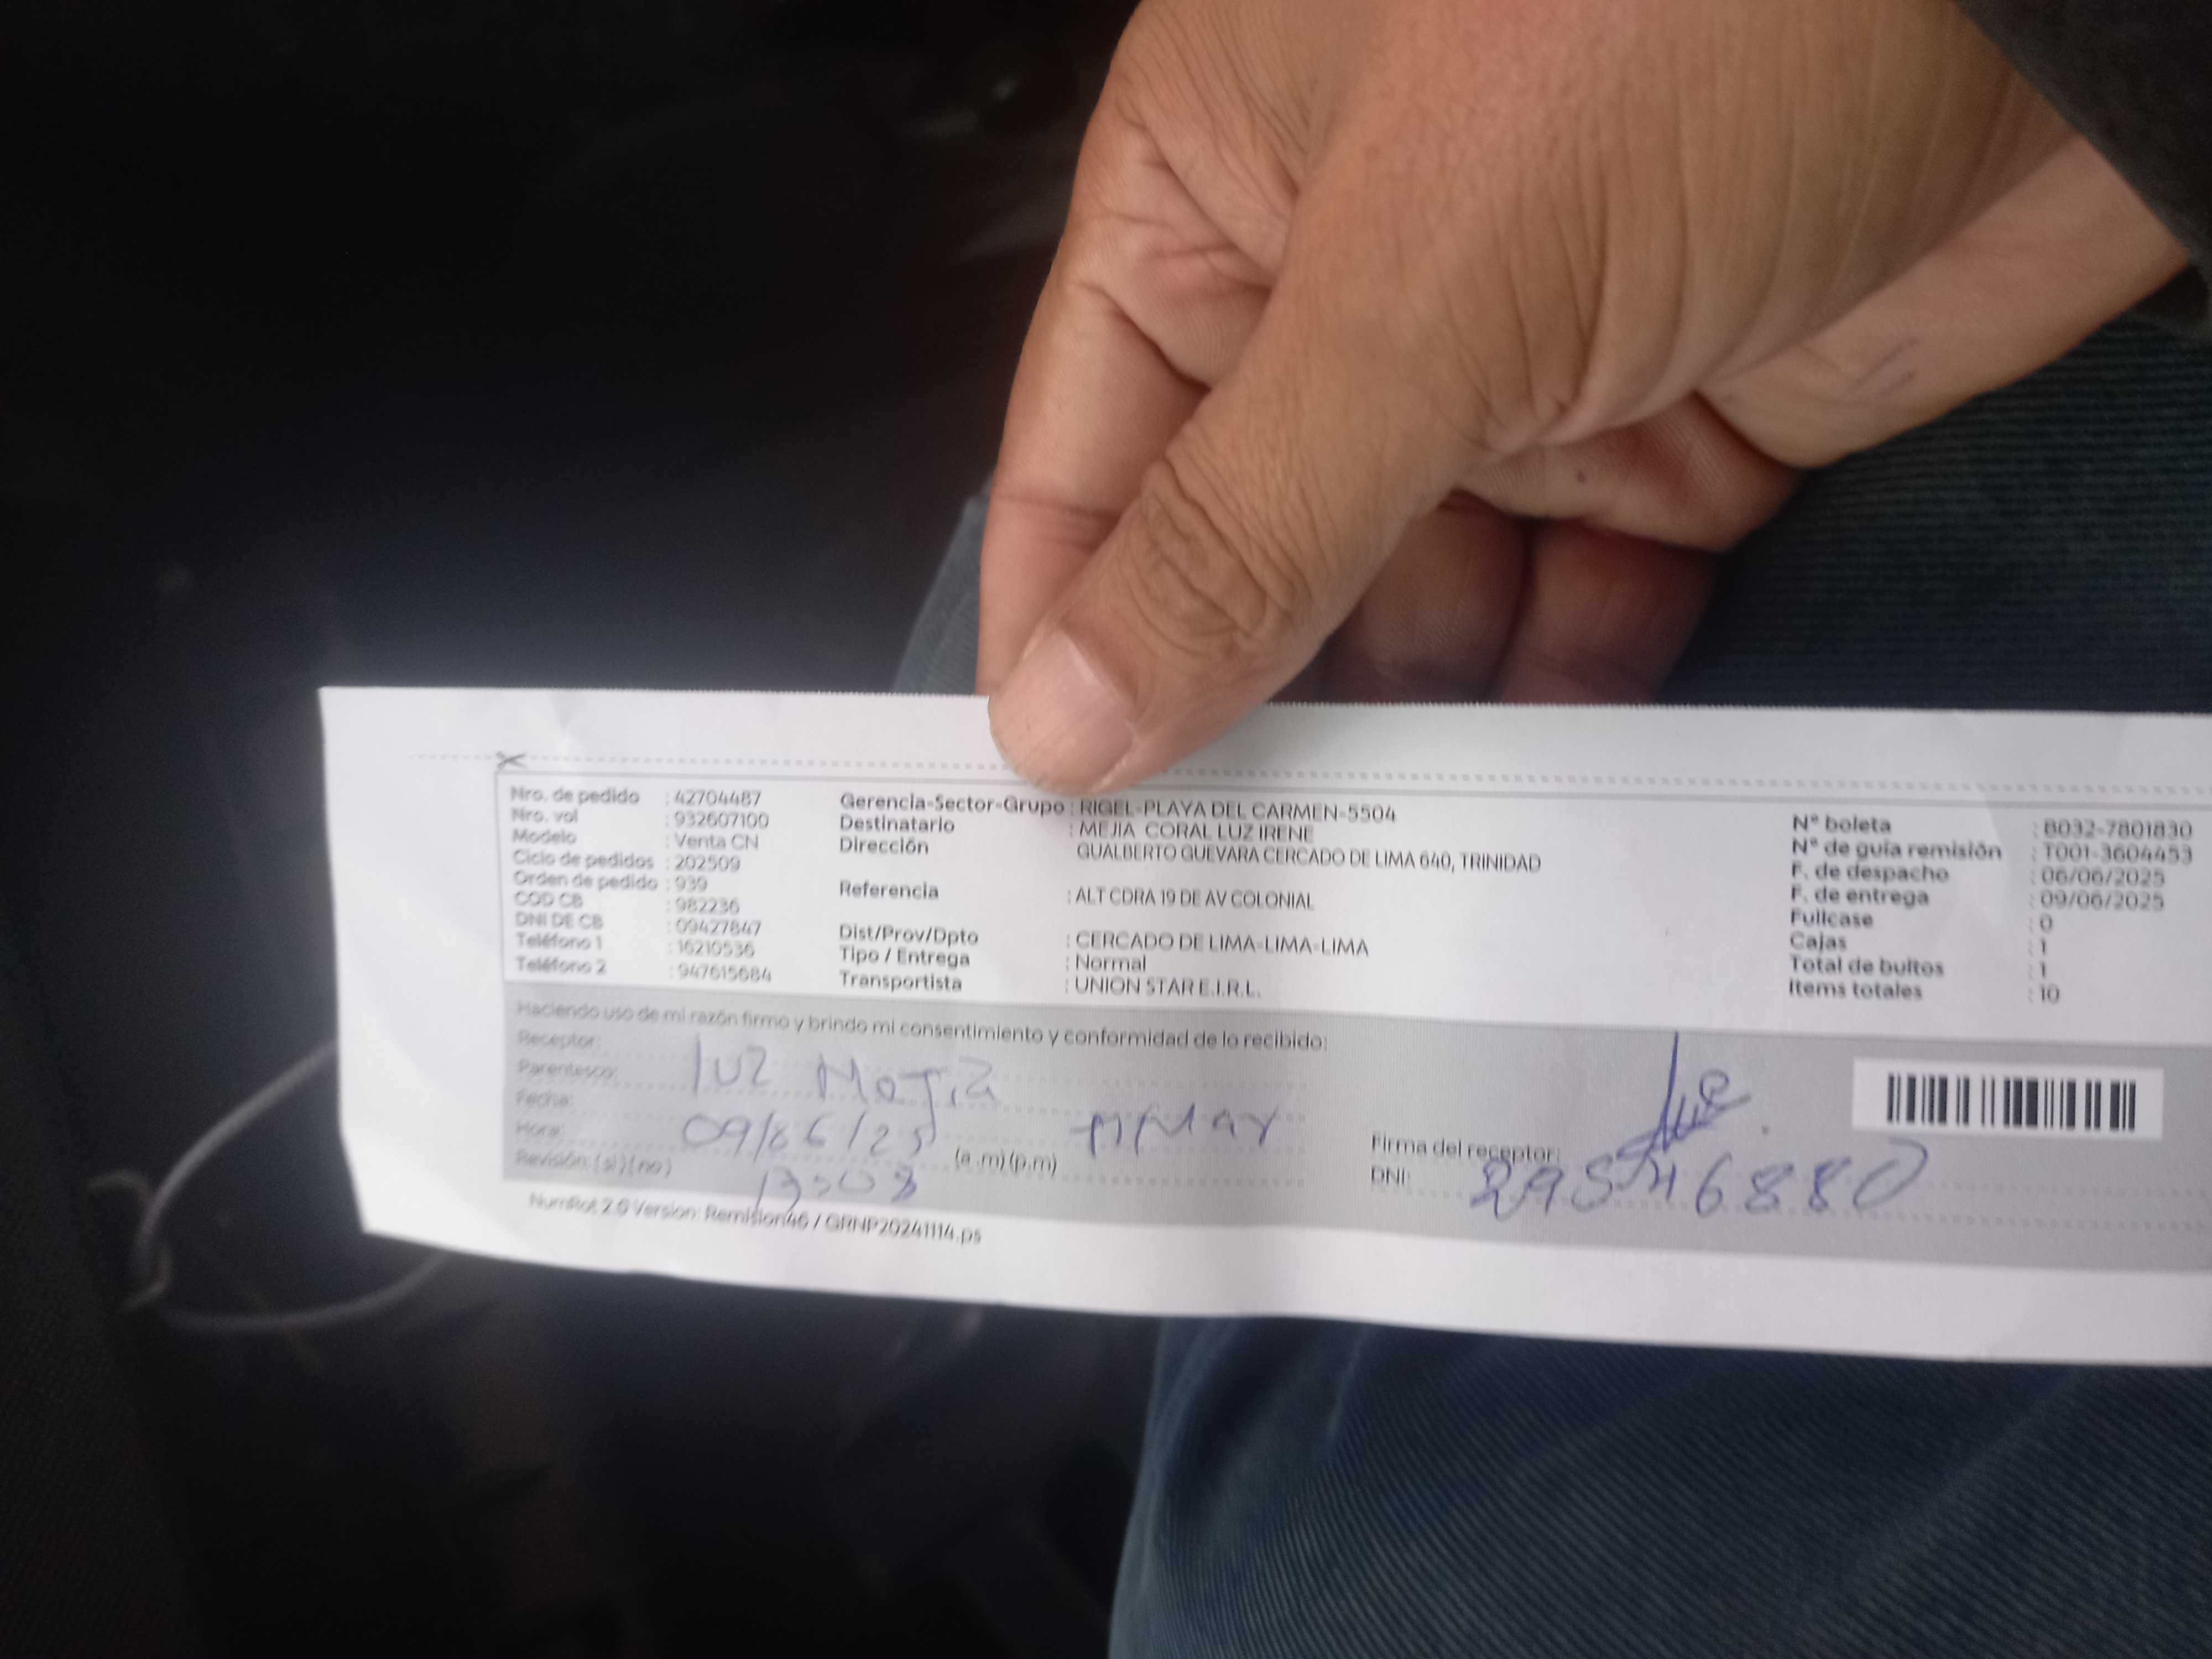 Nro. de pedido : 42704487
Nro. vol : 932607100
Modelo : Venta CN
Ciclo de pedidos : 202509
Orden de pedido : 939
COD CB : 982236
DNI DE CB : 09427847
Teléfono 1 : 16210536
Teléfono 2 : 947615684
Gerencia-Sector-Grupo : RIGEL-PLAYA DEL CARMEN-5504
Destinatario : MEJIA CORAL LUZ IRENE
Dirección GUALBERTO GUEVARA CERCADO DE LIMA 640, TRINIDAD
Referencia : ALT CDRA 19 DE AV COLONIAL
Dist/Prov/Dpto : CERCADO DE LIMA-LIMA-LIMA
Tipo / Entrega : Normal
Transportista : UNION STAR E.I.R.L.
N° boleta : B032-7801830
N° de guía remisión : T001-3604453
F. de despacho : 06/06/2025
F. de entrega : 09/06/2025
Fullcase : 0
Cajas : 1
Total de bultos : 1
Items totales : 10
Haciendo uso de mi razón firmo y brindo mi consentimiento y conformidad de lo recibido:
Receptor: luz Mejia
Parentesco:
Fecha: 09/06/25
Hora: (a .m) (p.m)
Revisión: ( si ) ( no )
Firma del receptor:
DNI: 29546880
NumRot 2.0 Version: Remision46 / GRNP20241114.ps